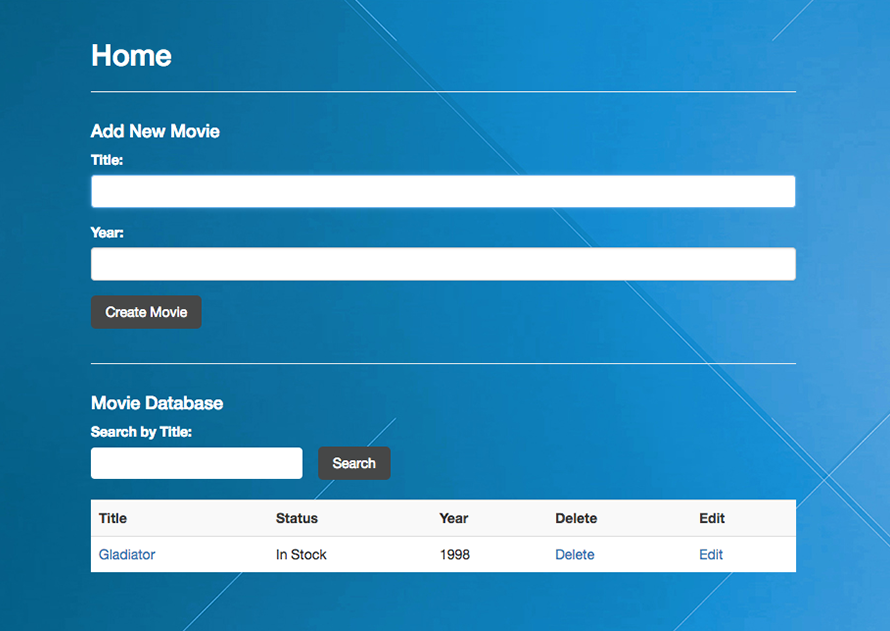 Home
Add New Movie
Title:
Year:
Create Movie
Movie Database
Search by Title:
Search
Title Status Year Delete Edit
Gladiator In Stock 1998 Delete Edit